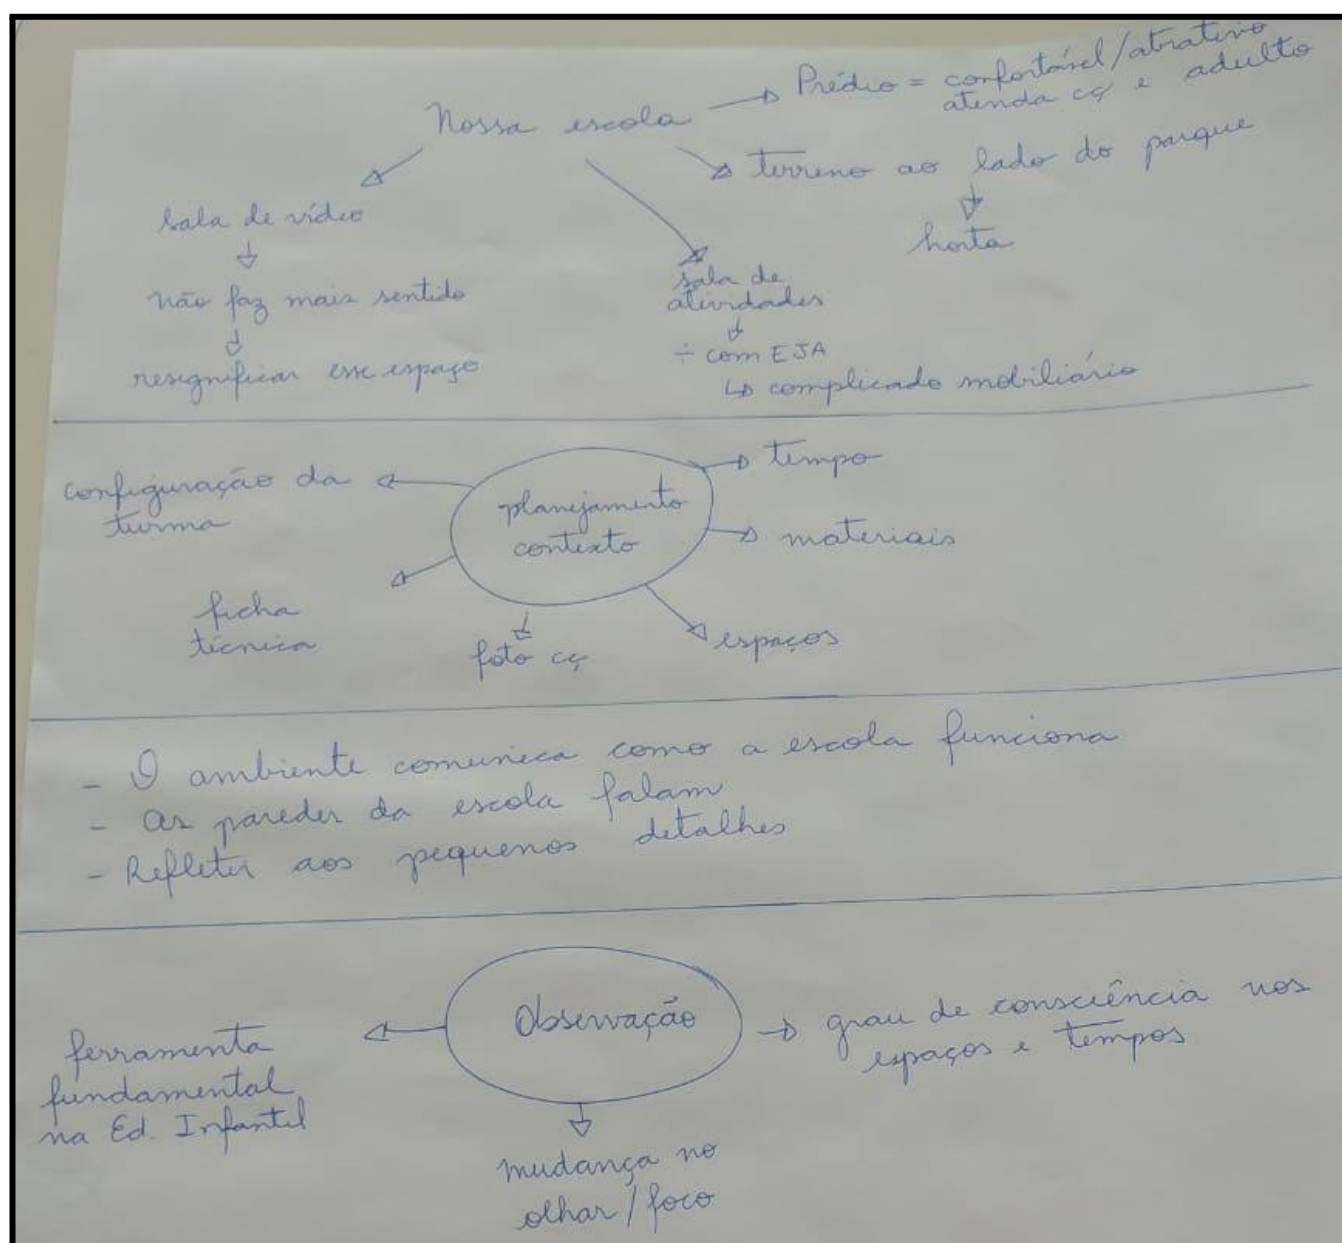 Nossa escola
→ Prédio = confortável/atrativo
atenda cç e adulto
→ terreno ao lado do parque
↓
horta
sala de vídeo
↓
não faz mais sentido
↓
resignificar esse espaço
sala de
atividades
↓
÷ com EJA
↳ complicado mobiliário
planejamento
contexto
configuração da
turma
ficha
técnica
foto cç
espaços
materiais
tempo
- O ambiente comunica como a escola funciona
- As paredes da escola falam
- Refletir aos pequenos detalhes
Observação
ferramenta
fundamental
na Ed. Infantil
mudança no
olhar/foco
grau de consciência nos
espaços e tempos